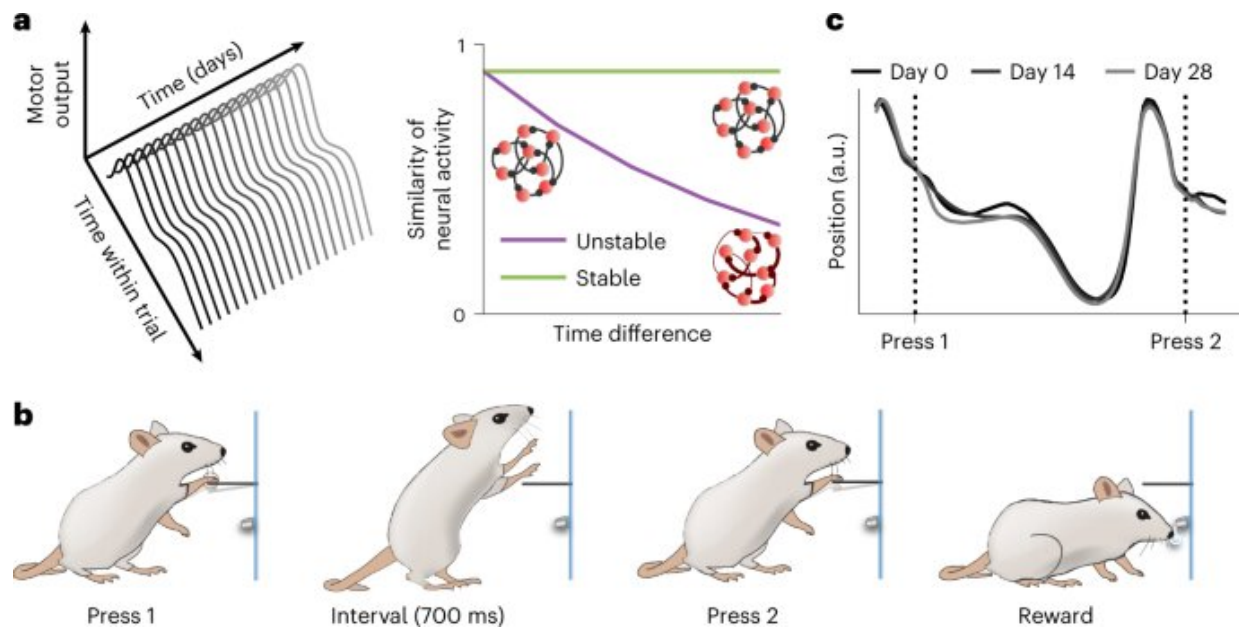 a
Motor
output
Time (days)
Time within trial
1
Similarity of
neural activity
0
Unstable
Stable
Time difference
c
Day 0
Day 14
Day 28
Position (a.u.)
Press 1
Press 2
b
Press 1
Interval (700 ms)
Press 2
Reward